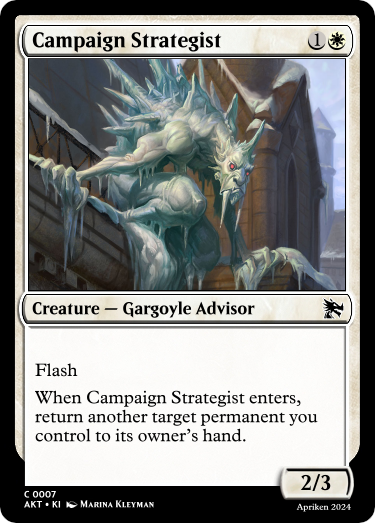 Campaign Strategist 1
Creature — Gargoyle Advisor
Flash
When Campaign Strategist enters,
return another target permanent you
control to its owner's hand.
2/3
C 0007
AKT • KI Marina Kleyman
Apriken 2024